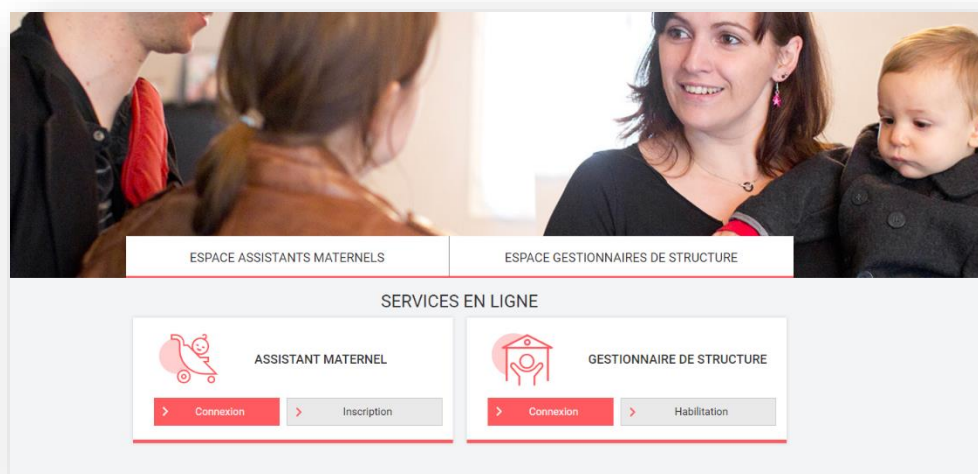 ESPACE ASSISTANTS MATERNELS
ESPACE GESTIONNAIRES DE STRUCTURE
SERVICES EN LIGNE
ASSISTANT MATERNEL
Connexion
Inscription
GESTIONNAIRE DE STRUCTURE
Connexion
Habilitation